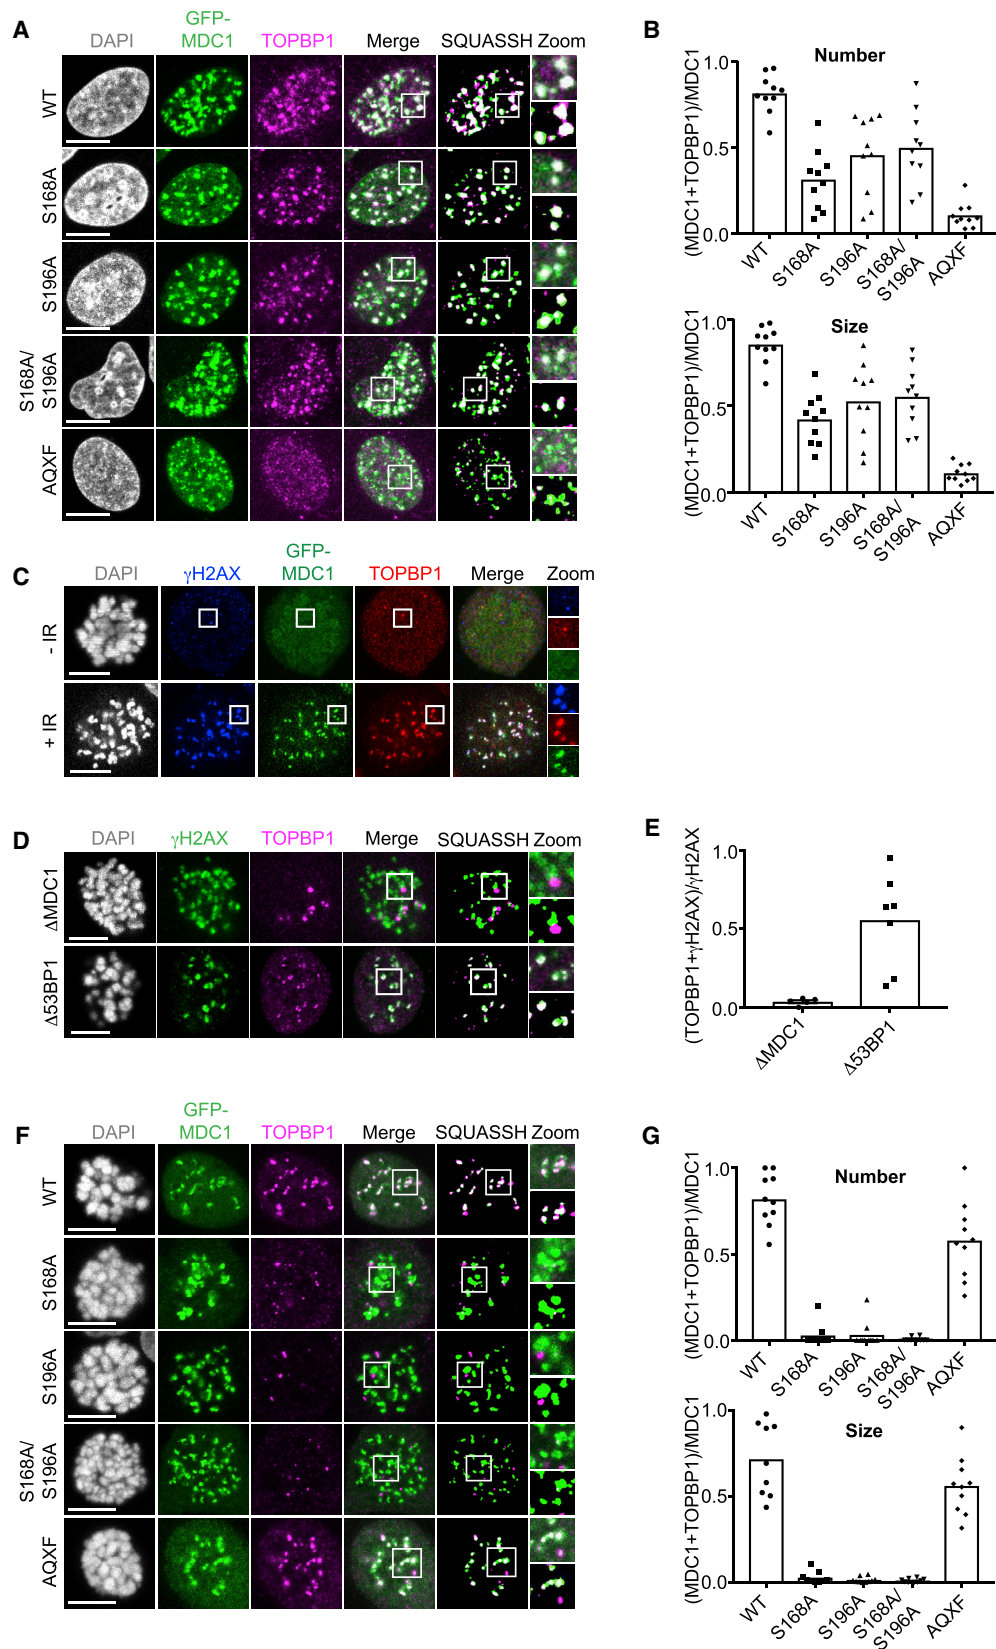 A
DAPI
GFP-
MDC1
TOPBP1
Merge
SQUASSH
Zoom
WT
S168A
S196A
S168A/
S196A
AQXF
B
Number
(MDC1+TOPBP1)/MDC1
1.0
0.5
0.0
WT
S168A
S196A
S168A/
S196A
AQXF
Size
(MDC1+TOPBP1)/MDC1
1.0
0.5
0.0
WT
S168A
S196A
S168A/
S196A
AQXF
C
DAPI
γH2AX
GFP-
MDC1
TOPBP1
Merge
Zoom
- IR
+ IR
D
DAPI
γH2AX
TOPBP1
Merge
SQUASSH
Zoom
ΔMDC1
Δ53BP1
E
(TOPBP1+γH2AX)/γH2AX
1.0
0.5
0.0
ΔMDC1
Δ53BP1
F
DAPI
GFP-
MDC1
TOPBP1
Merge
SQUASSH
Zoom
WT
S168A
S196A
S168A/
S196A
AQXF
G
Number
(MDC1+TOPBP1)/MDC1
1.0
0.5
0.0
WT
S168A
S196A
S168A/
S196A
AQXF
Size
(MDC1+TOPBP1)/MDC1
1.0
0.5
0.0
WT
S168A
S196A
S168A/
S196A
AQXF